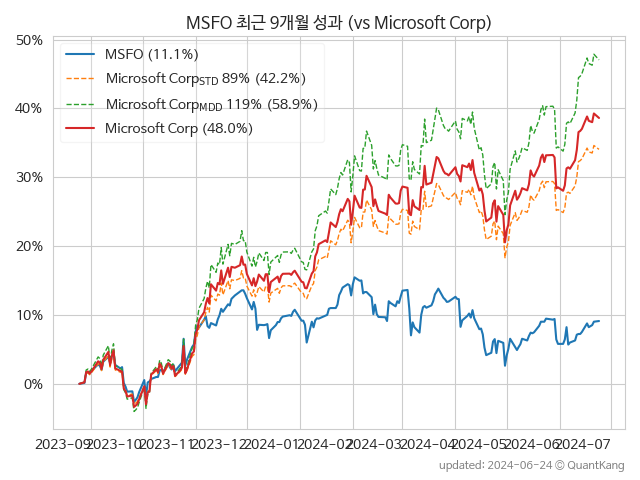 MSFO 최근 9개월 성과 (vs Microsoft Corp)
MSFO (11.1%)
Microsoft CorpSTD 89% (42.2%)
Microsoft CorpMDD 119% (58.9%)
Microsoft Corp (48.0%)
50%
40%
30%
20%
10%
0%
2023-09 2023-10 2023-11 2023-12 2024-01 2024-02 2024-03 2024-04 2024-05 2024-06 2024-07
updated: 2024-06-24 @ QuantKang